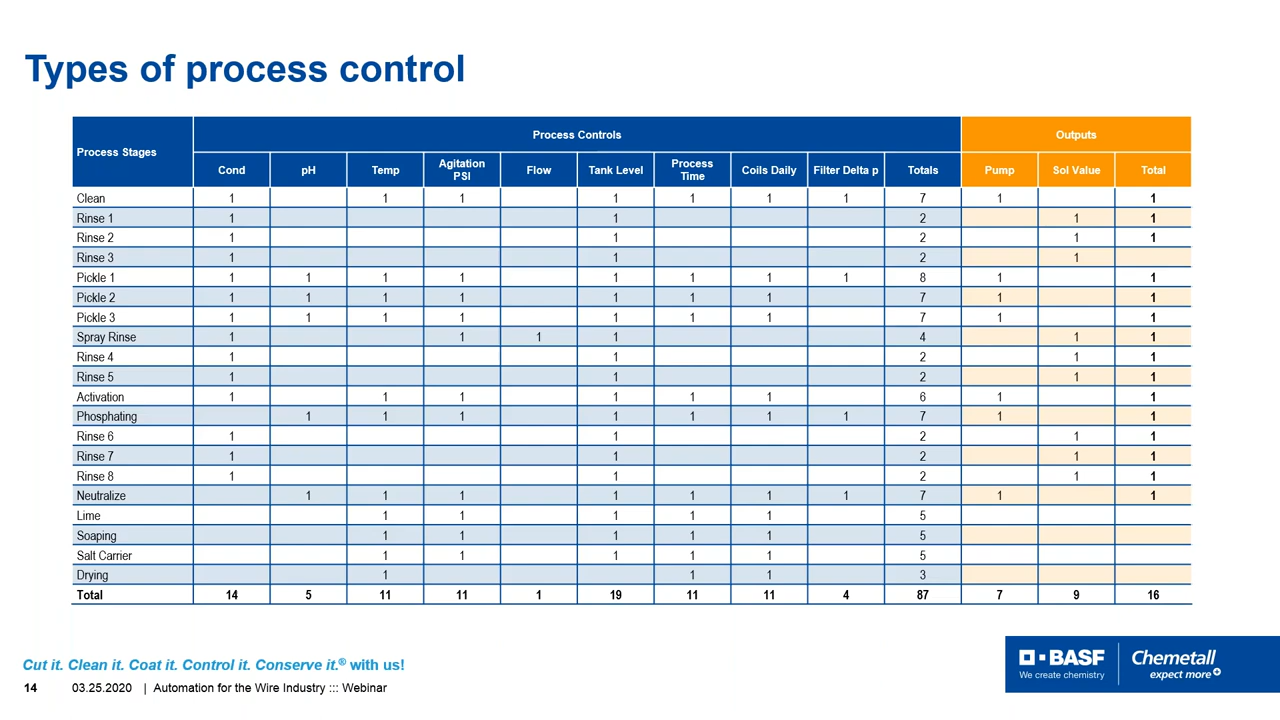 Types of process control
Process Stages Process Controls Outputs
Cond pH Temp Agitation PSI Flow Tank Level Process Time Coils Daily Filter Delta p Totals Pump Sol Value Total
Clean 1 1 1 1 1 1 1 7 1 1
Rinse 1 1 1 2 1 1
Rinse 2 1 1 2 1 1
Rinse 3 1 1 2 1
Pickle 1 1 1 1 1 1 1 1 1 8 1 1
Pickle 2 1 1 1 1 1 1 1 7 1 1
Pickle 3 1 1 1 1 1 1 1 7 1 1
Spray Rinse 1 1 1 1 4 1 1
Rinse 4 1 1 2 1 1
Rinse 5 1 1 2 1 1
Activation 1 1 1 1 1 1 6 1 1
Phosphating 1 1 1 1 1 1 1 7 1 1
Rinse 6 1 1 2 1 1
Rinse 7 1 1 2 1 1
Rinse 8 1 1 2 1 1
Neutralize 1 1 1 1 1 1 1 7 1 1
Lime 1 1 1 1 1 5
Soaping 1 1 1 1 1 5
Salt Carrier 1 1 1 1 1 5
Drying 1 1 1 3
Total 14 5 11 11 1 19 11 11 4 87 7 9 16
Cut it. Clean it. Coat it. Control it. Conserve it.® with us!
14 03.25.2020 | Automation for the Wire Industry ::: Webinar
BASF
We create chemistry
Chemetall
expect more